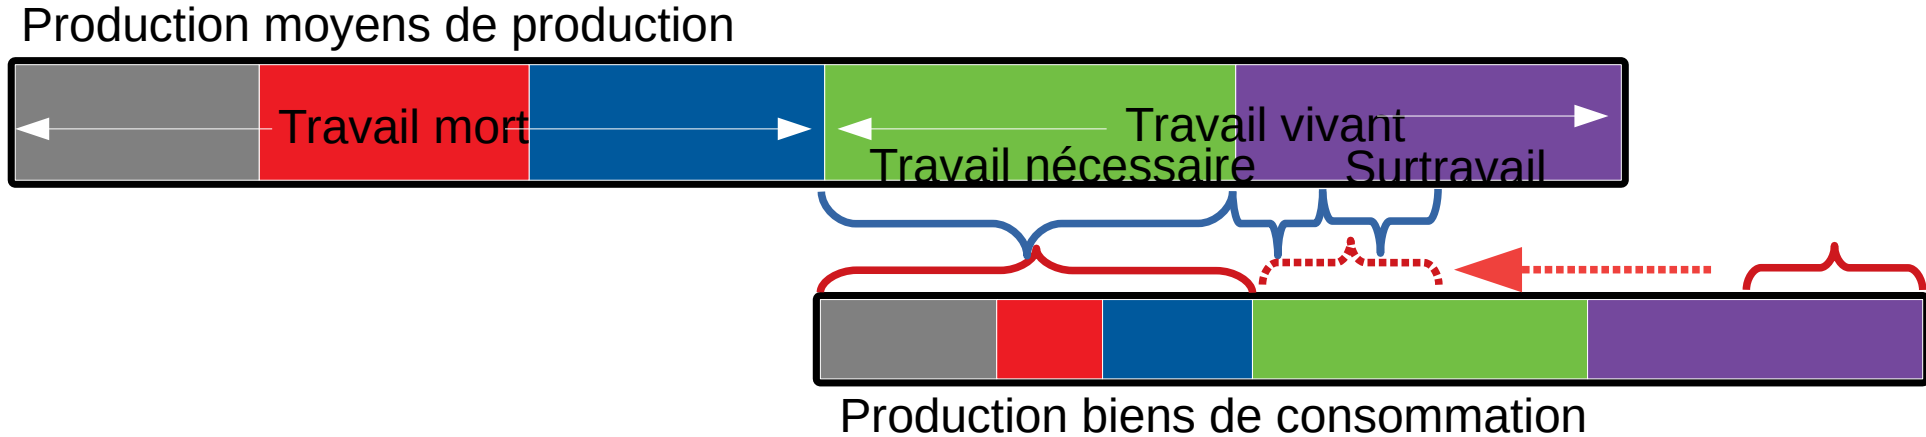 Production moyens de production
Travail mort
Travail vivant
Travail nécessaire
Surtravail
Production biens de consommation